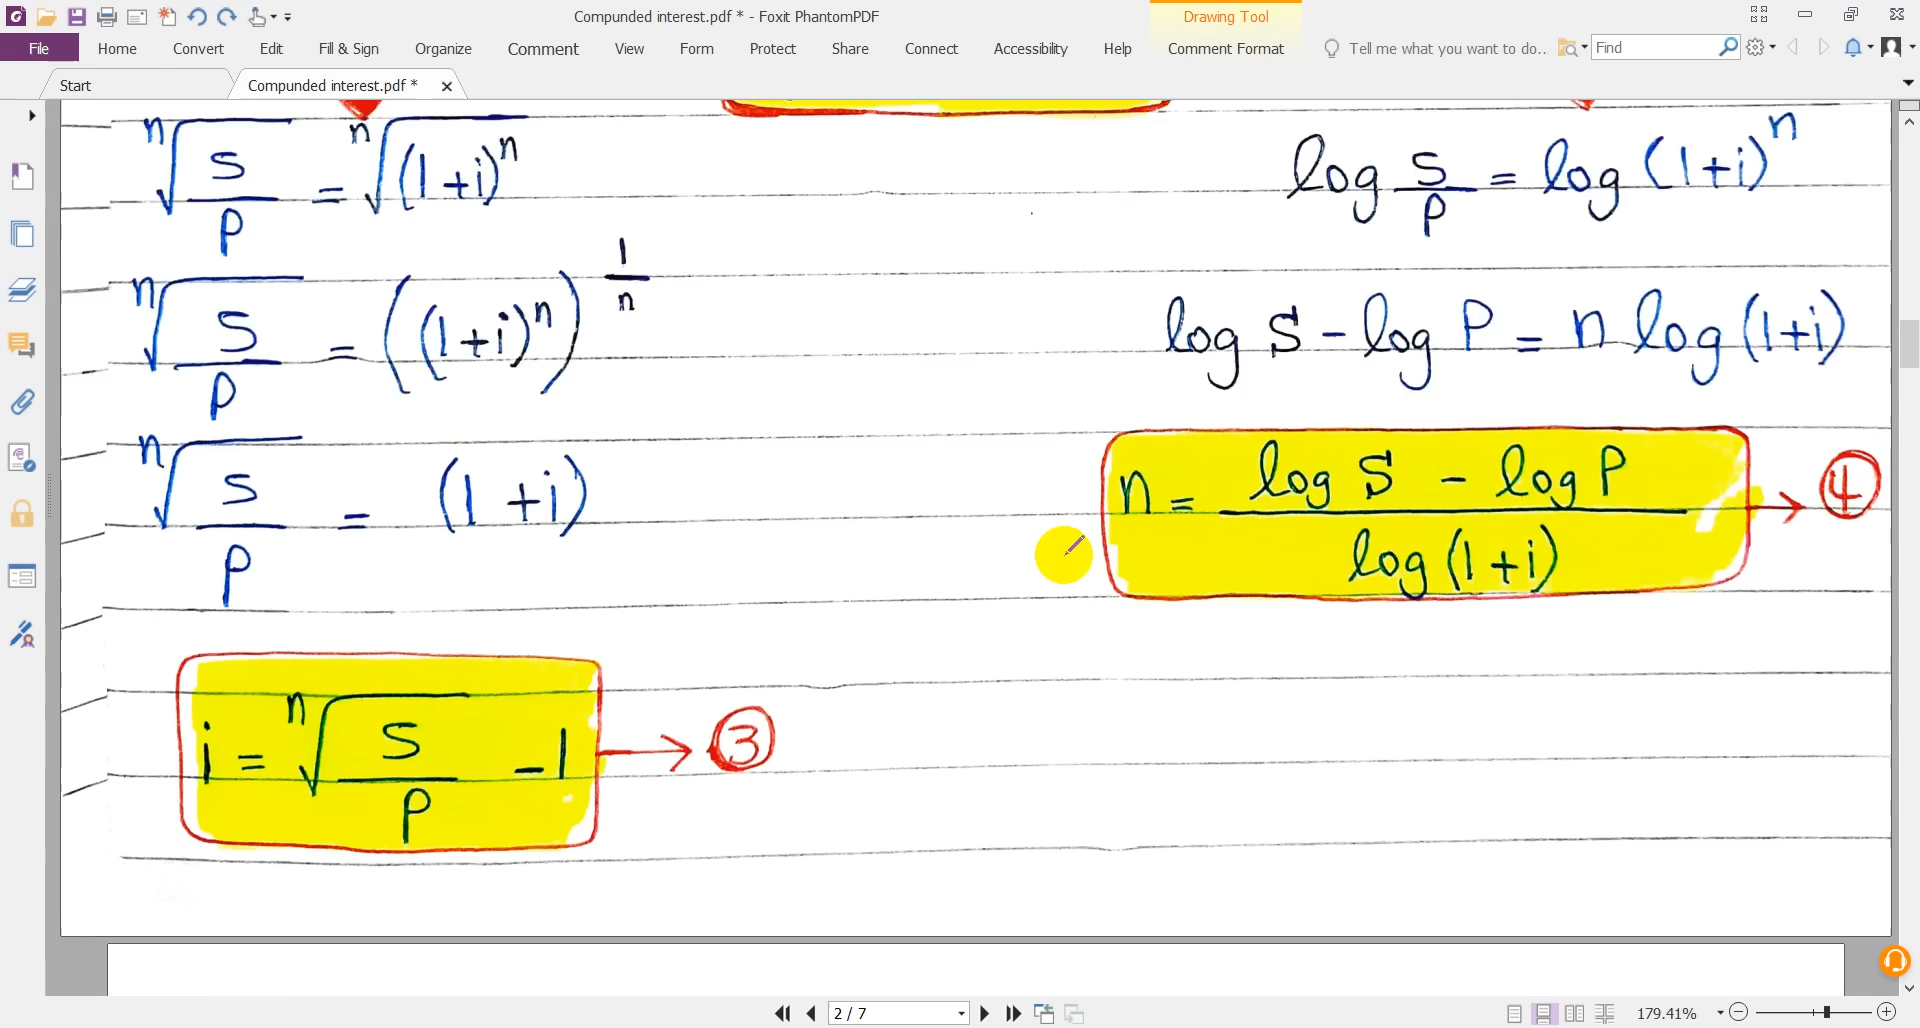 Compunded interest.pdf * - Foxit PhantomPDF
Drawing Tool
File Home Convert Edit Fill & Sign Organize Comment View Form Protect Share Connect Accessibility Help Comment Format Tell me what you want to do... Find
Start Compunded interest.pdf *
n√(S/P) = n√((1+i)^n)
n√(S/P) = ((1+i)^n)^(1/n)
n√(S/P) = (1+i)
i = n√(S/P) - 1 → ③
log S/P = log (1+i)^n
log S - log P = n log (1+i)
n = (log S - log P) / log (1+i) → ④
2 / 7
179.41%